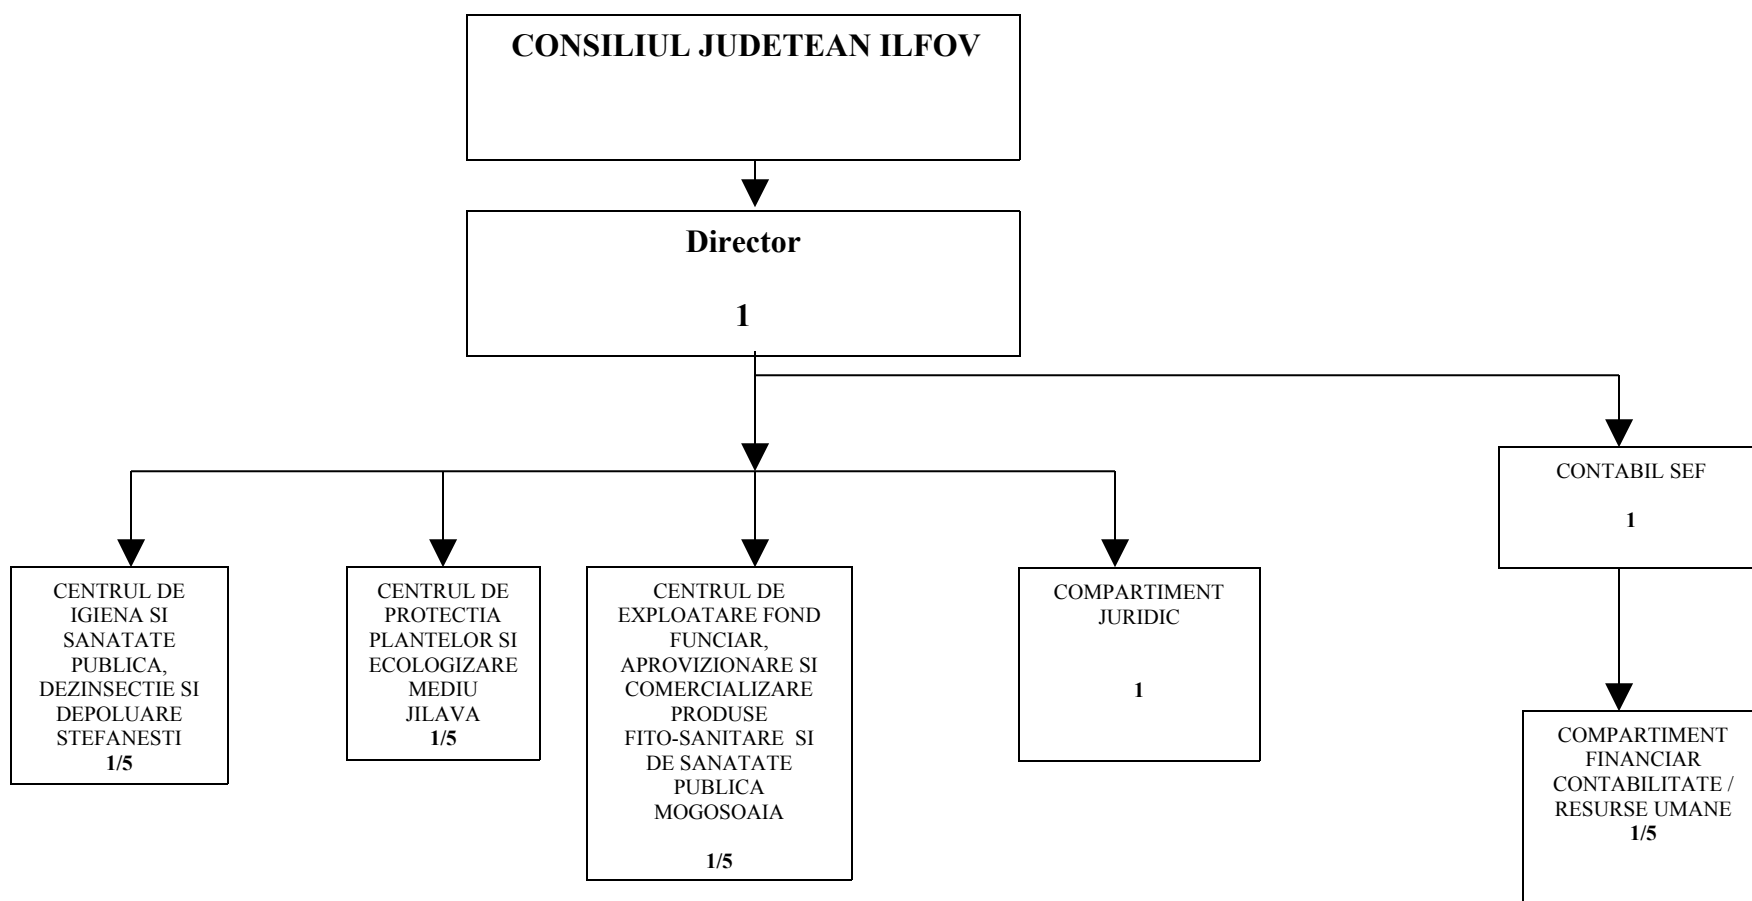 CONSILIUL JUDETEAN ILFOV
Director
1
CONTABIL SEF
1
CENTRUL DE
IGIENA SI
SANATATE
PUBLICA,
DEZINSECTIE SI
DEPOLUARE
STEFANESTI
1/5
CENTRUL DE
PROTECTIA
PLANTELOR SI
ECOLOGIZARE
MEDIU
JILAVA
1/5
CENTRUL DE
EXPLOATARE FOND
FUNCIAR,
APROVIZIONARE SI
COMERCIALIZARE
PRODUSE
FITO-SANITARE SI
DE SANATATE
PUBLICA
MOGOSOAIA
1/5
COMPARTIMENT
JURIDIC
1
COMPARTIMENT
FINANCIAR
CONTABILITATE /
RESURSE UMANE
1/5